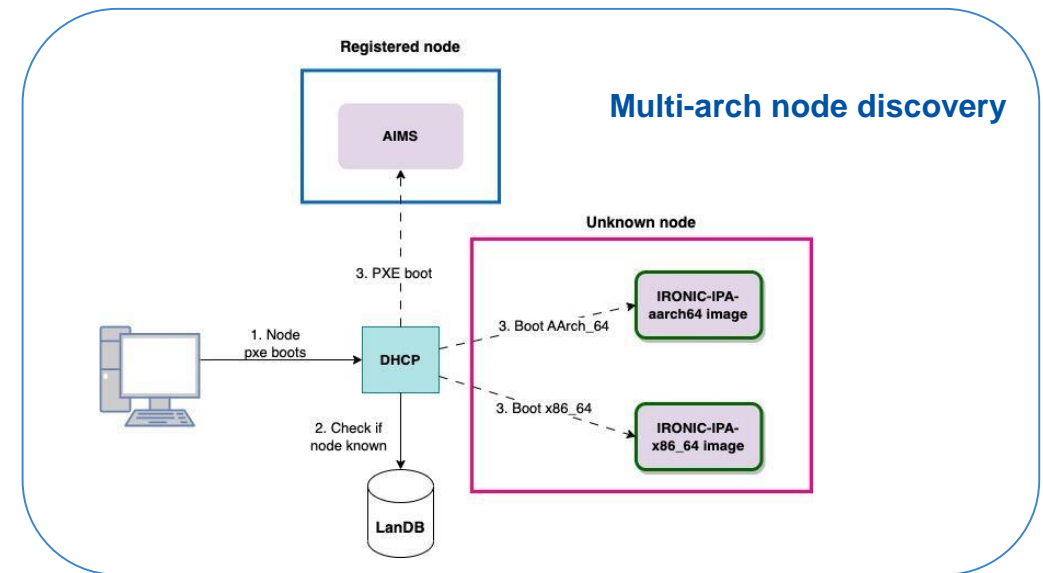 Registered node
Multi-arch node discovery
AIMS
Unknown node
3. PXE boot
IRONIC-IPA-
aarch64 image
3. Boot AArch_64
1. Node
pxe boots
DHCP
3. Boot x86_64
IRONIC-IPA-
x86_64 image
2. Check if
node known
LanDB